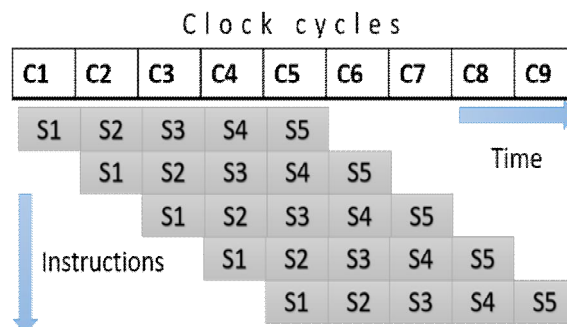 Clock cycles
C1 C2 C3 C4 C5 C6 C7 C8 C9
S1 S2 S3 S4 S5
Time
S1 S2 S3 S4 S5
S1 S2 S3 S4 S5
Instructions
S1 S2 S3 S4 S5
S1 S2 S3 S4 S5